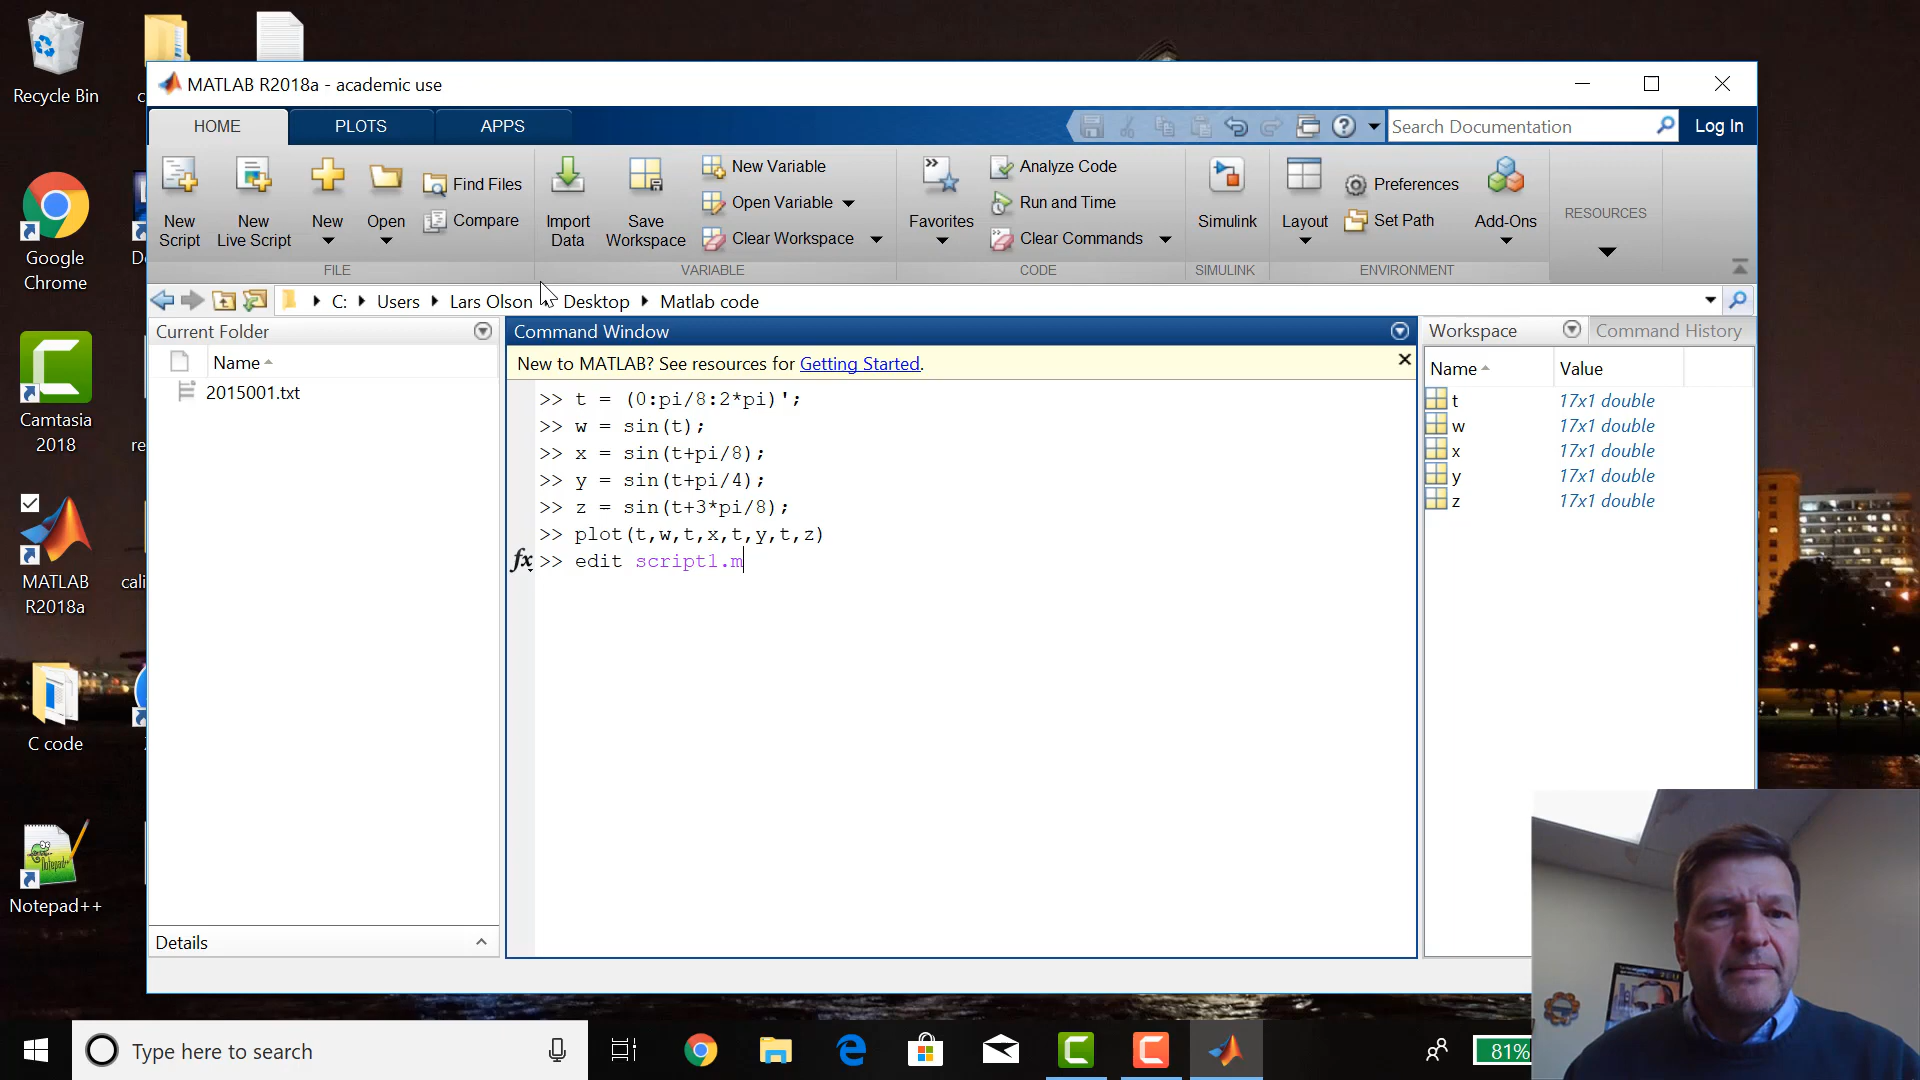 Recycle Bin
Google
Chrome
Camtasia
2018
MATLAB
R2018a
C code
Notepad++
MATLAB R2018a - academic use
HOME
PLOTS
APPS
Search Documentation
Log In
New
Script
New
Live Script
New
Open
Find Files
Compare
FILE
Import
Data
Save
Workspace
New Variable
Open Variable
Clear Workspace
VARIABLE
Favorites
Analyze Code
Run and Time
Clear Commands
CODE
Simulink
SIMULINK
Layout
Preferences
Set Path
Add-Ons
ENVIRONMENT
RESOURCES
C:
Users
Lars Olson
Desktop
Matlab code
Current Folder
Name
2015001.txt
Details
Command Window
New to MATLAB? See resources for Getting Started.
>> t = (0:pi/8:2*pi)';
>> w = sin(t);
>> x = sin(t+pi/8);
>> y = sin(t+pi/4);
>> z = sin(t+3*pi/8);
>> plot(t,w,t,x,t,y,t,z)
fx >> edit script1.m
Workspace
Command History
Name
Value
t 17x1 double
w 17x1 double
x 17x1 double
y 17x1 double
z 17x1 double
Type here to search
81%